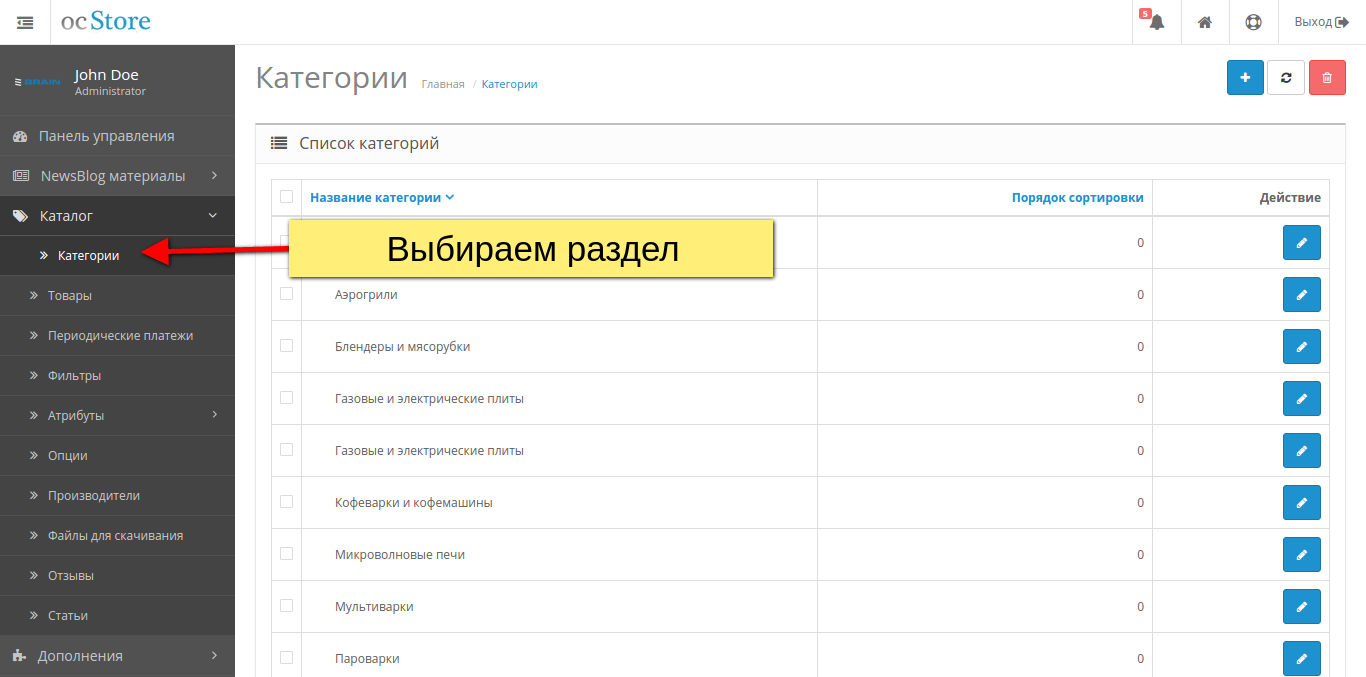 ocStore
5
Выход
BRAIN
John Doe
Administrator
Панель управления
NewsBlog материалы
Каталог
Категории
Товары
Периодические платежи
Фильтры
Атрибуты
Опции
Производители
Файлы для скачивания
Отзывы
Статьи
Дополнения
Категории Главная / Категории
Список категорий
Название категории Порядок сортировки Действие
Выбираем раздел 0
Аэрогрили 0
Блендеры и мясорубки 0
Газовые и электрические плиты 0
Газовые и электрические плиты 0
Кофеварки и кофемашины 0
Микроволновые печи 0
Мультиварки 0
Пароварки 0